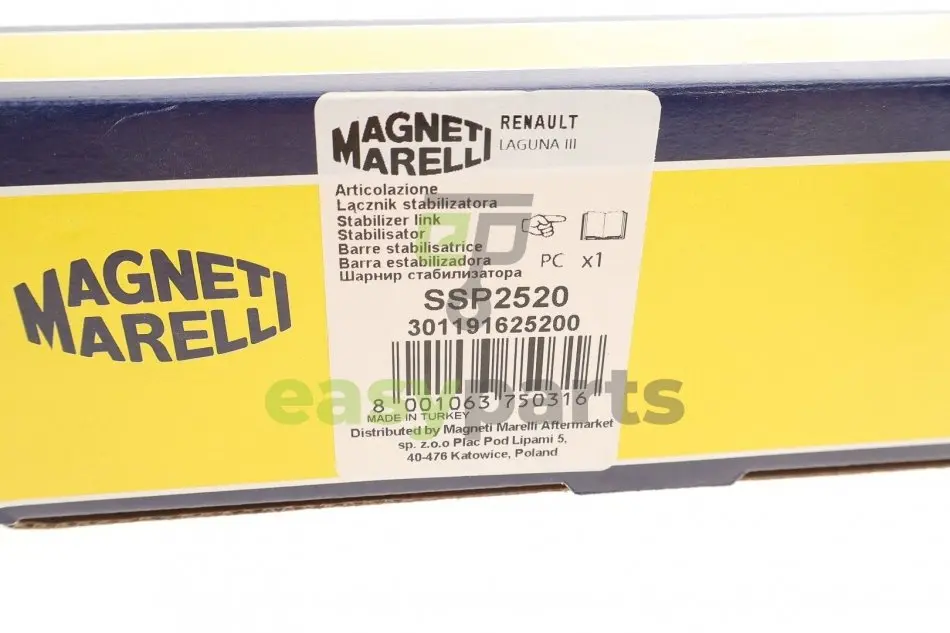 MAGNETI
MARELLI
RENAULT
LAGUNA III
Articolazione
Łącznik stabilizatora
Stabilizer link
Stabilisator
Barre stabilisatrice
Barra estabilizadora
Шарнир стабилизатора
PC x1
SSP2520
301191625200
8 001063 750316
MADE IN TURKEY
Distributed by Magneti Marelli Aftermarket
sp. z.o.o Plac Pod Lipami 5,
40-476 Katowice, Poland
MAGNETI
MARELLI
easyparts